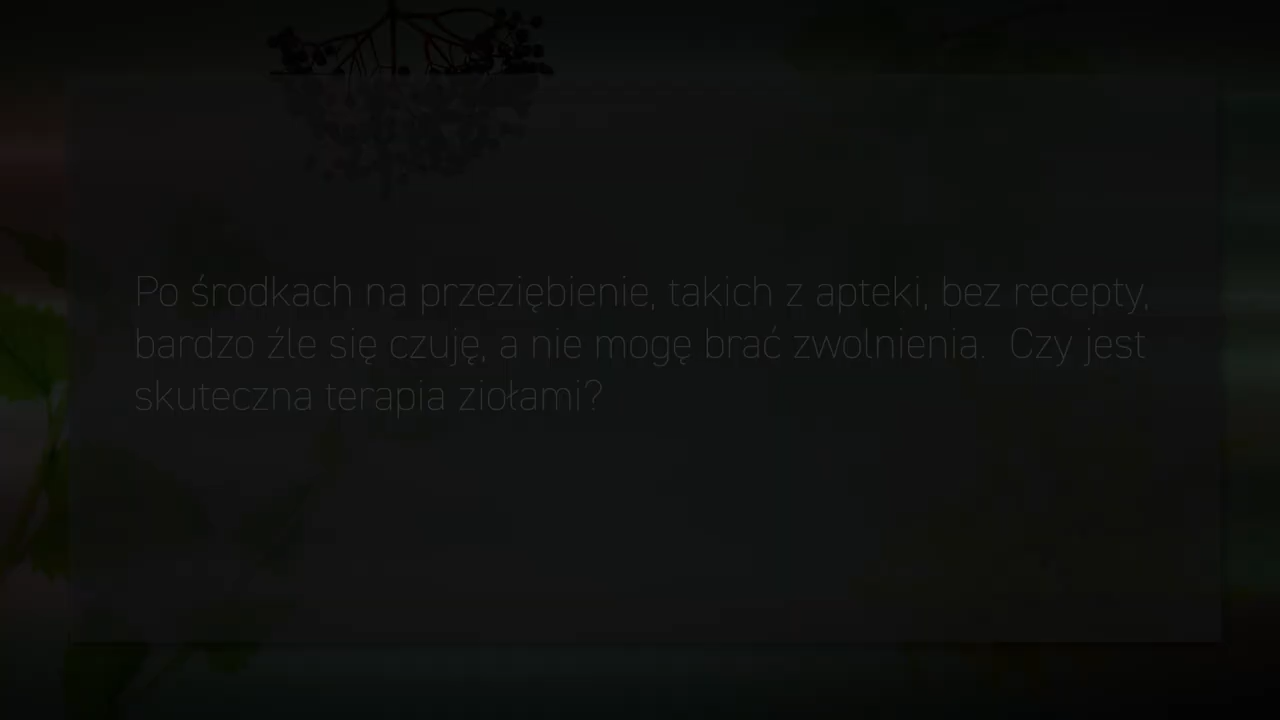 Po środkach na przeziębienie, takich z apteki, bez recepty,
bardzo źle się czuję, a nie mogę brać zwolnienia.  Czy jest
skuteczna terapia ziołami?